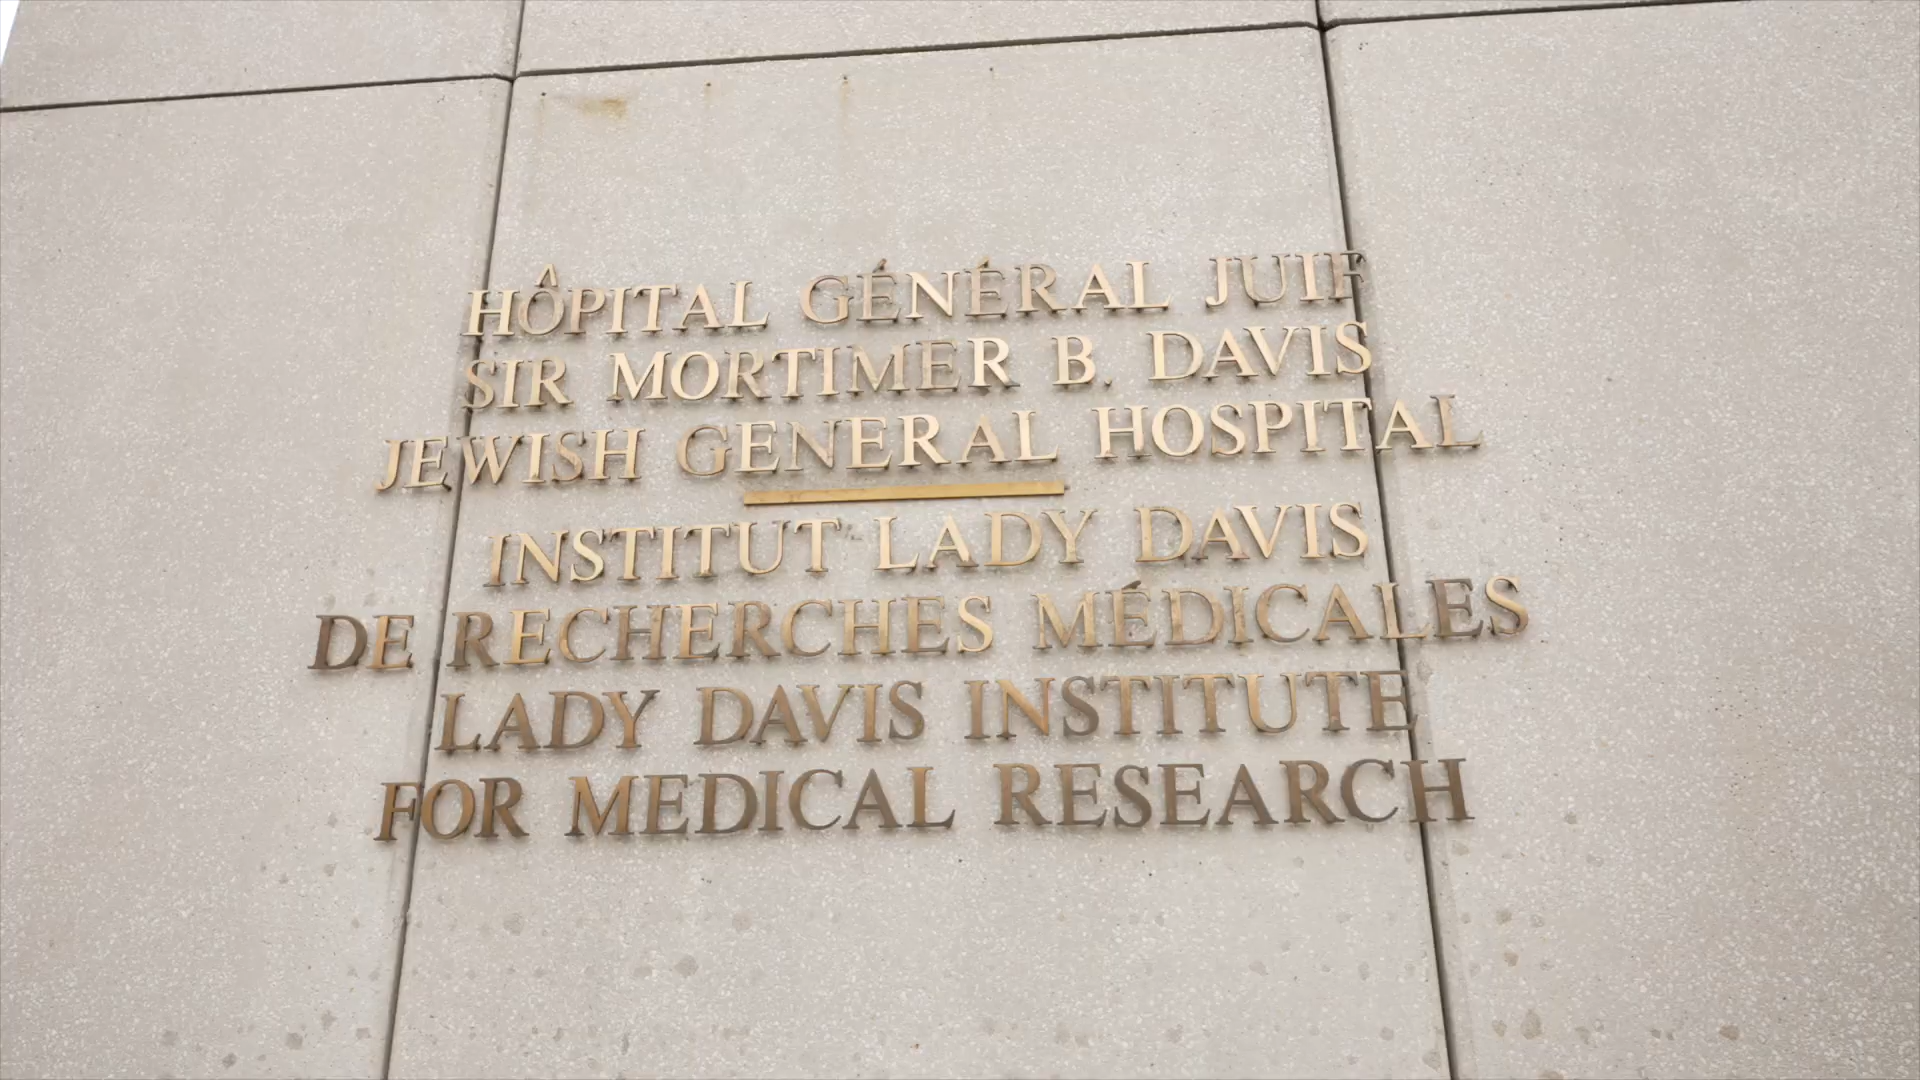 HÔPITAL GÉNÉRAL JUIF
SIR MORTIMER B. DAVIS
JEWISH GENERAL HOSPITAL
INSTITUT LADY DAVIS
DE RECHERCHES MÉDICALES
LADY DAVIS INSTITUTE
FOR MEDICAL RESEARCH